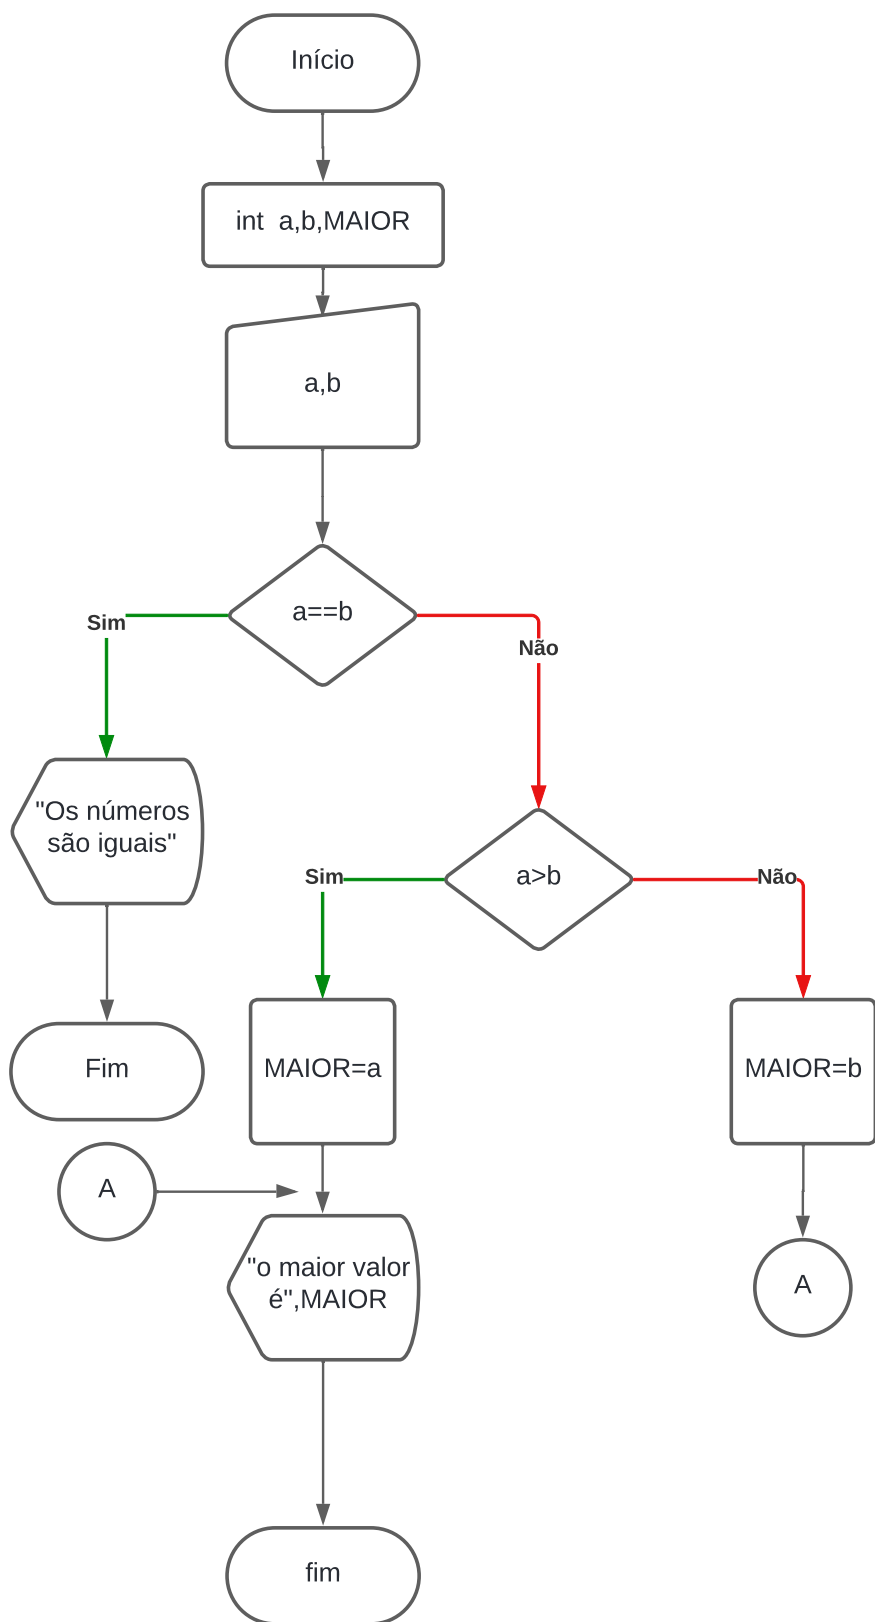 Início
int  a,b,MAIOR
a,b
a==b
Sim
Não
"Os números
são iguais"
a>b
Sim
Não
Fim
MAIOR=a
MAIOR=b
A
"o maior valor
é",MAIOR
A
fim